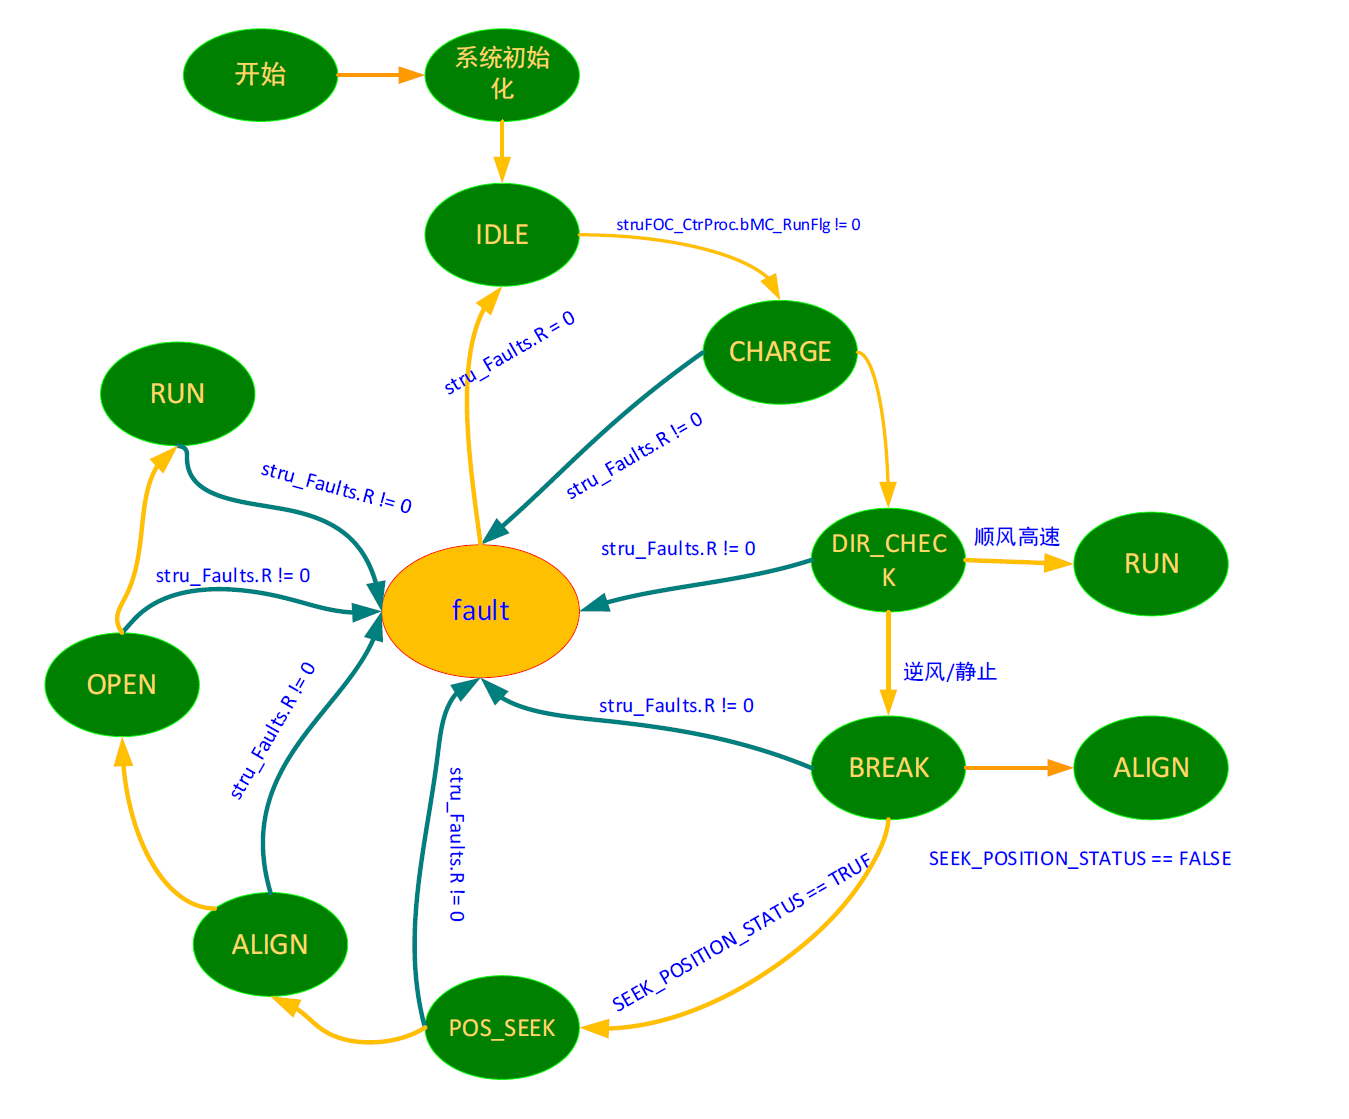 开始
系统初始
化
IDLE
struFOC_CtrProc.bMC_RunFlg != 0
stru_Faults.R = 0
CHARGE
RUN
stru_Faults.R != 0
stru_Faults.R != 0
DIR_CHEC
K
顺风高速
RUN
stru_Faults.R != 0
stru_Faults.R != 0
fault
OPEN
逆风/静止
stru_Faults.R != 0
stru_Faults.R != 0
BREAK
ALIGN
stru_Faults.R != 0
SEEK_POSITION_STATUS == FALSE
SEEK_POSITION_STATUS == TRUE
ALIGN
POS_SEEK